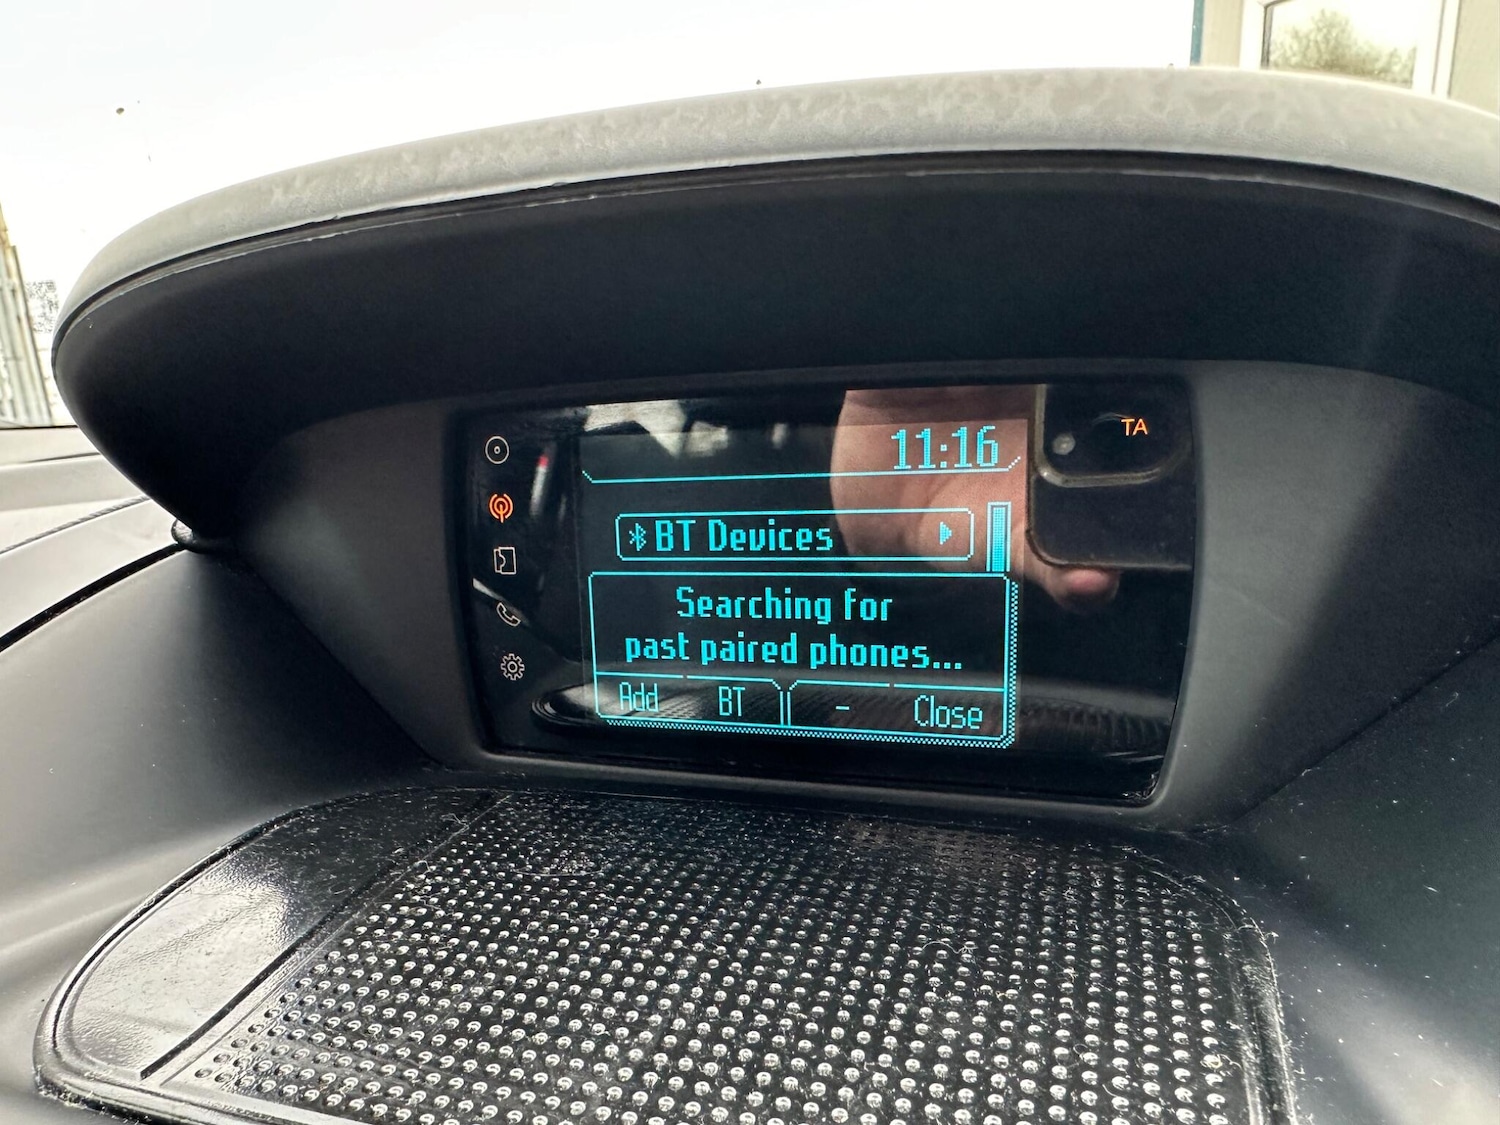 11:16
TA
BT Devices
Searching for
past paired phones...
Add BT - Close